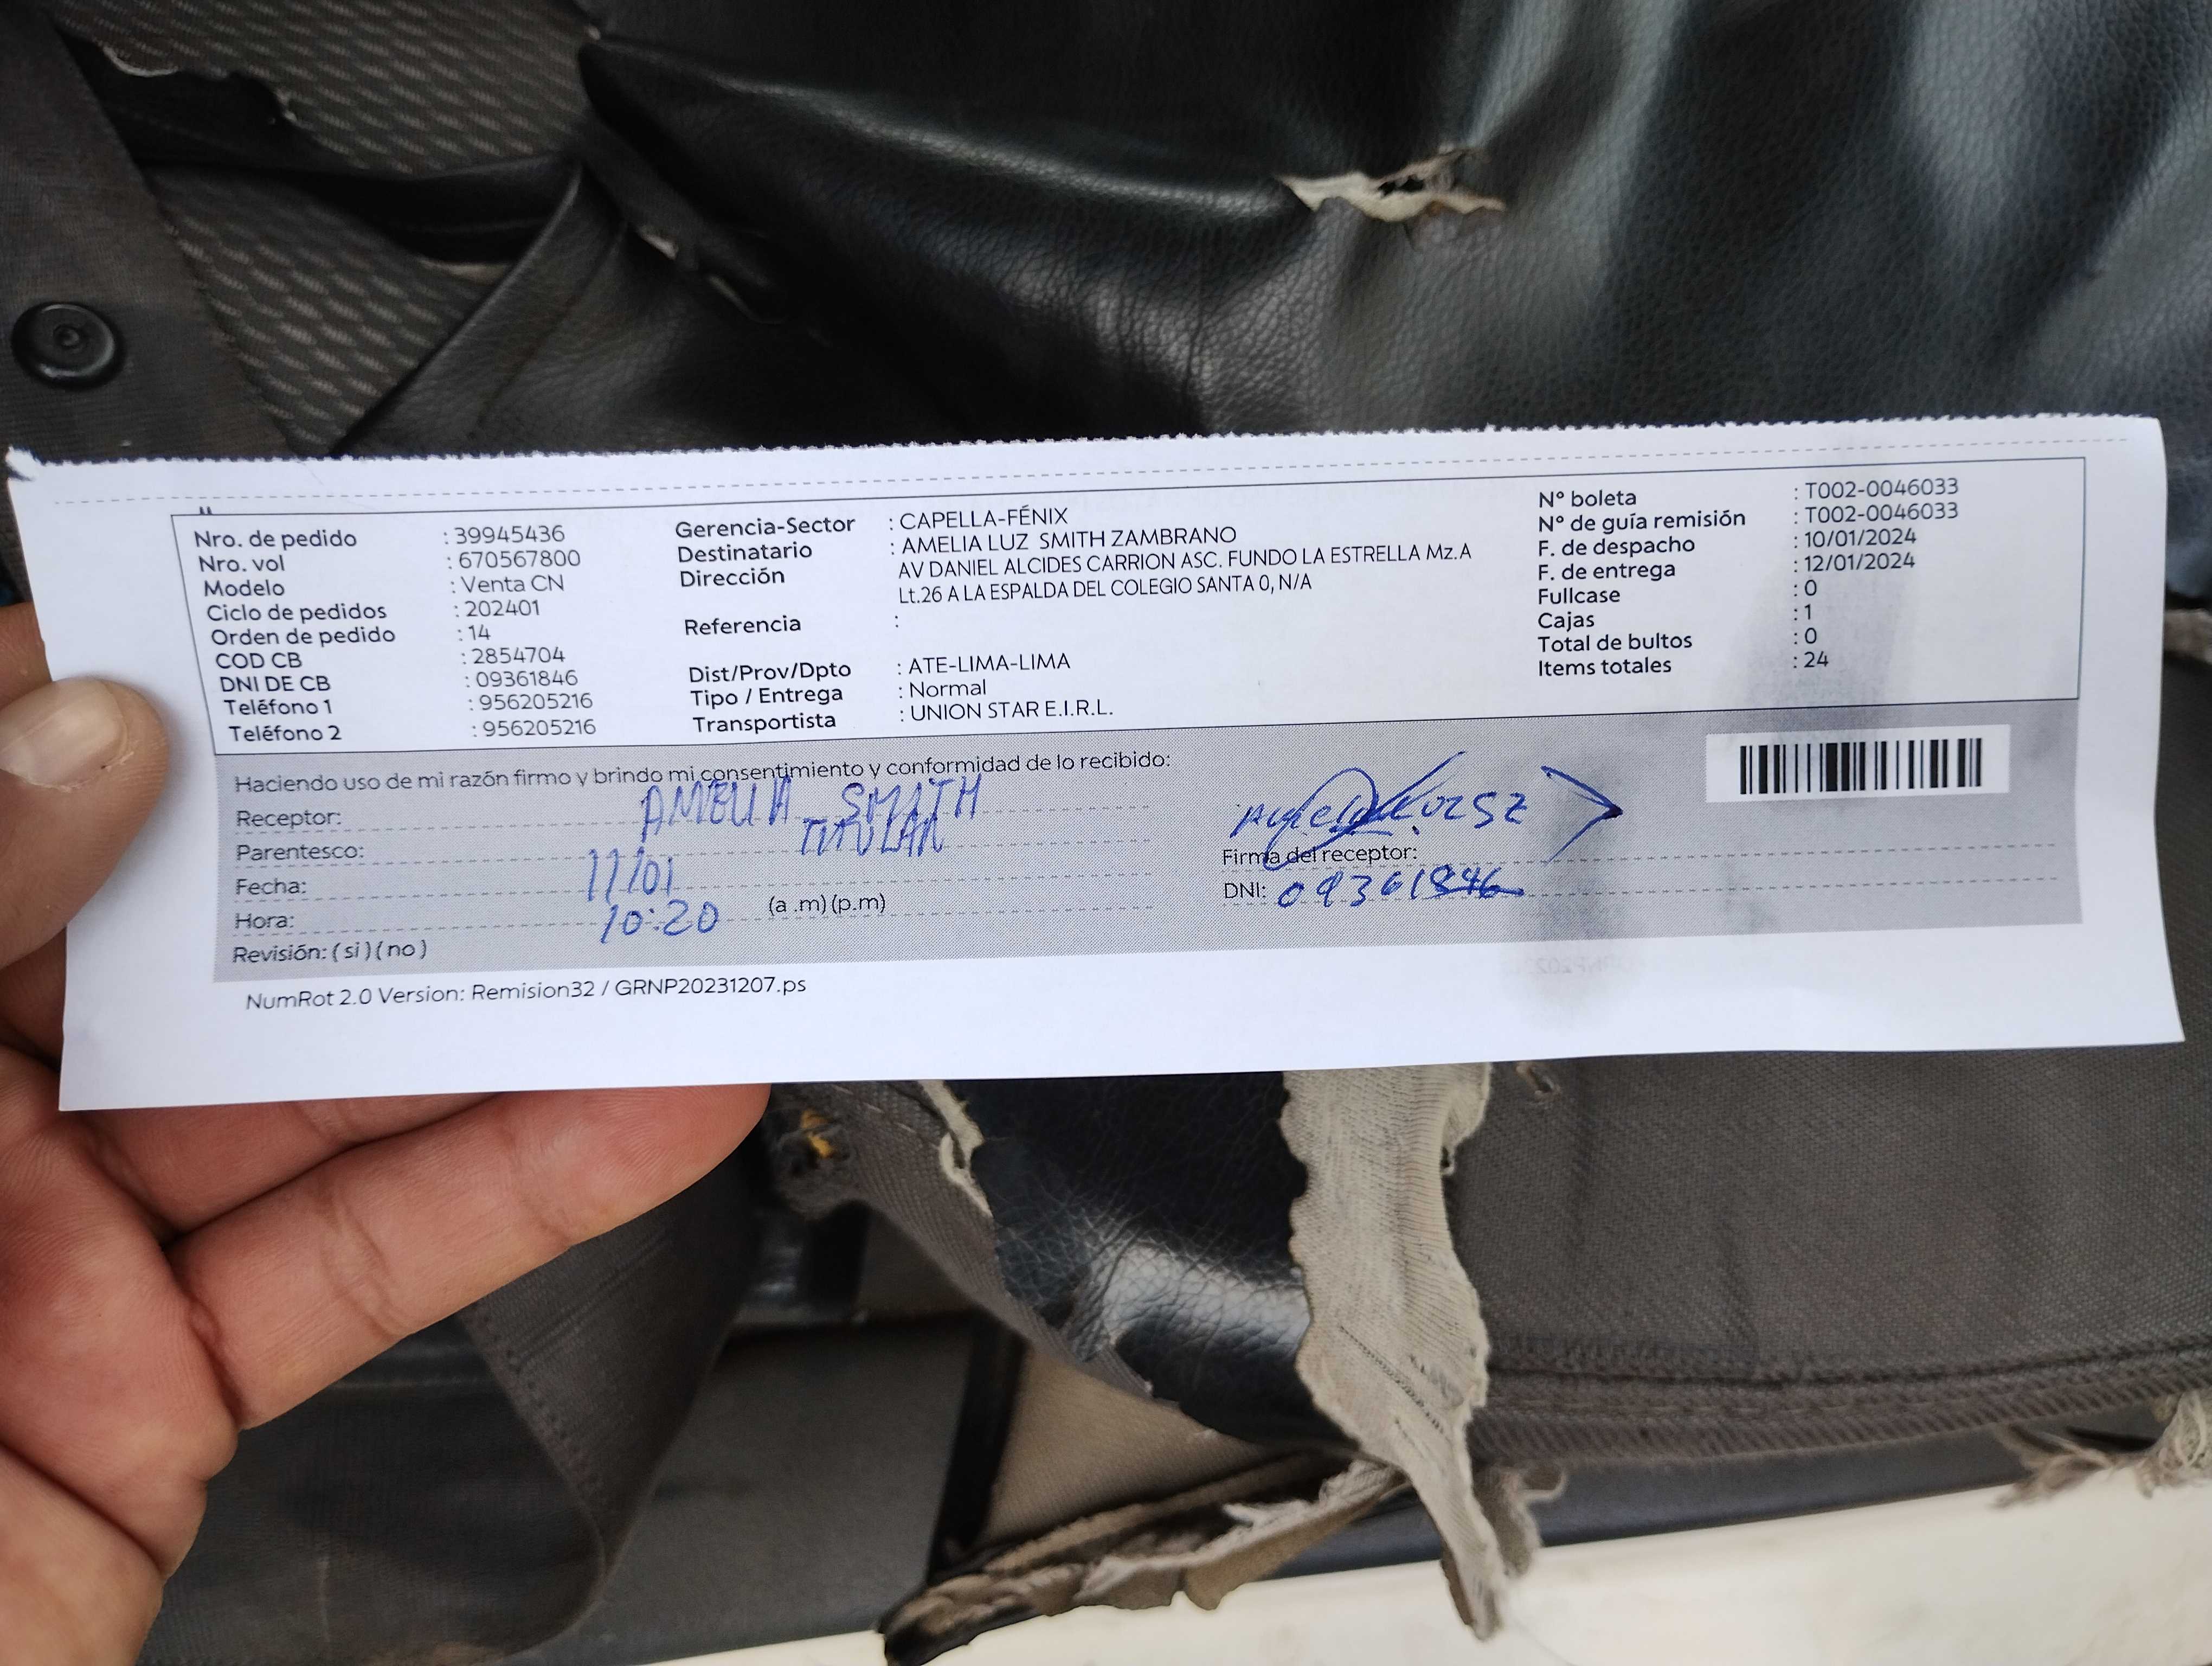 Nro. de pedido : 39945436
Nro. vol : 670567800
Modelo : Venta CN
Ciclo de pedidos : 202401
Orden de pedido : 14
COD CB : 2854704
DNI DE CB : 09361846
Teléfono 1 : 956205216
Teléfono 2 : 956205216
Gerencia-Sector : CAPELLA-FÉNIX
Destinatario : AMELIA LUZ SMITH ZAMBRANO
Dirección AV DANIEL ALCIDES CARRION ASC. FUNDO LA ESTRELLA Mz.A
Lt.26 A LA ESPALDA DEL COLEGIO SANTA 0, N/A
Referencia :
Dist/Prov/Dpto : ATE-LIMA-LIMA
Tipo / Entrega : Normal
Transportista : UNION STAR E.I.R.L.
N° boleta : T002-0046033
N° de guía remisión : T002-0046033
F. de despacho : 10/01/2024
F. de entrega : 12/01/2024
Fullcase : 0
Cajas : 1
Total de bultos : 0
Items totales : 24
Haciendo uso de mi razón firmo y brindo mi consentimiento y conformidad de lo recibido:
Receptor: AMELIA SMITH
Parentesco: TITULAR
Fecha: 11/01
Hora: 10:20 (a .m) (p.m)
Revisión: ( si ) ( no )
Firma del receptor:
DNI: 09361846
NumRot 2.0 Version: Remision32 / GRNP20231207.ps